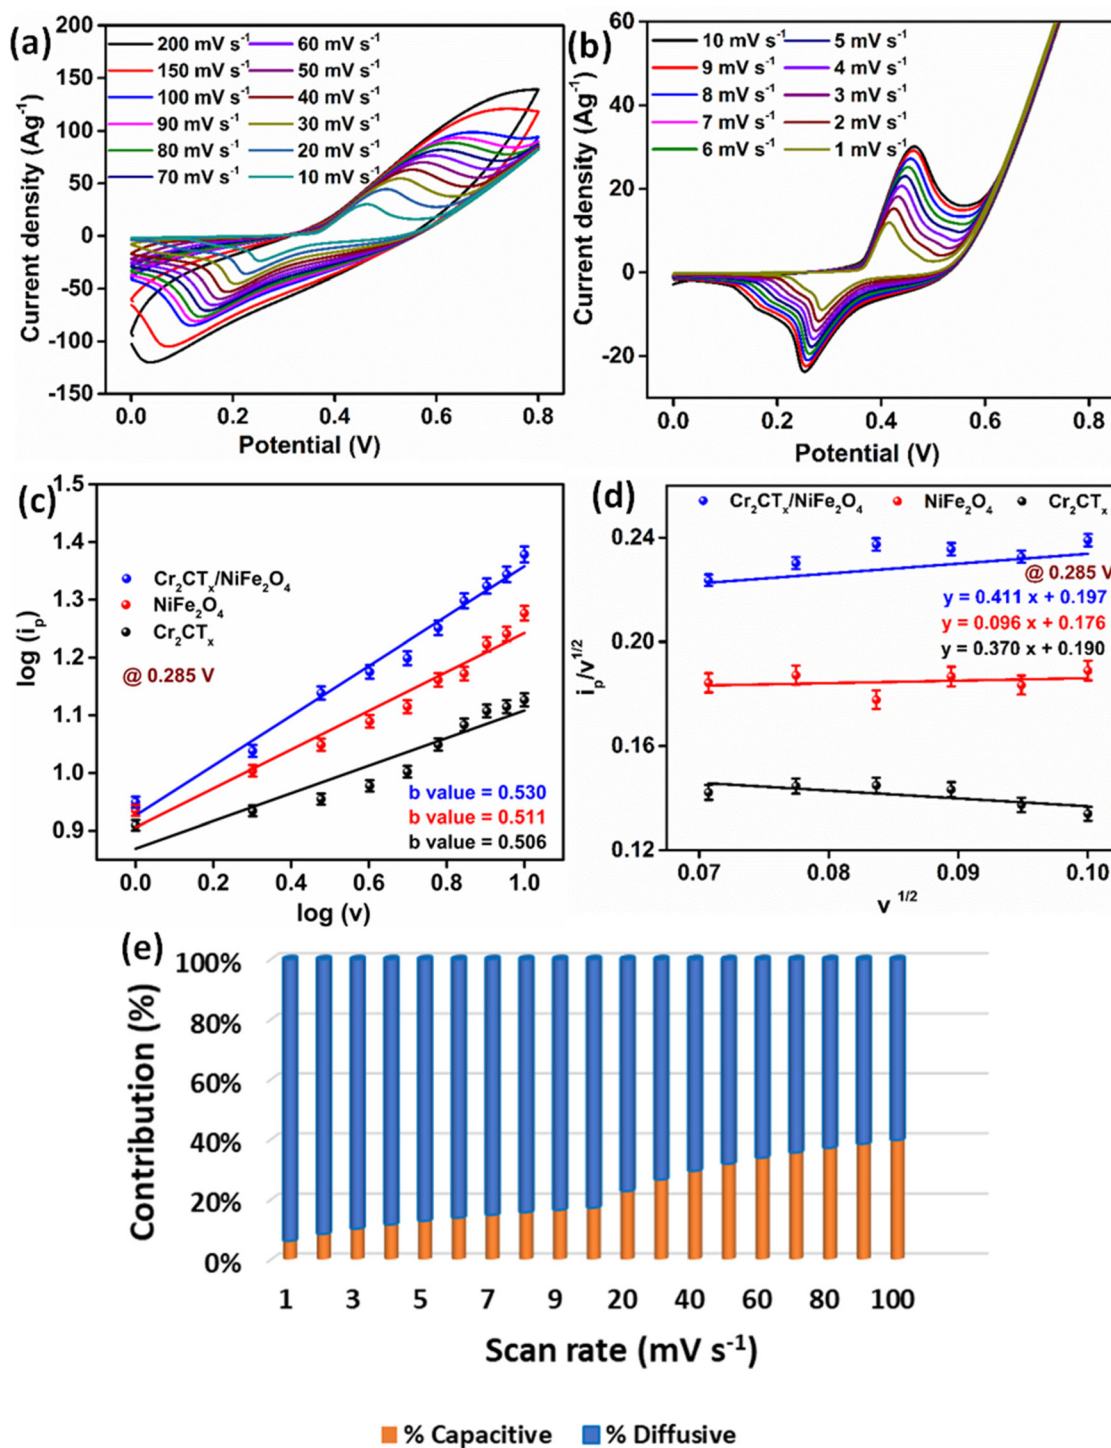 (a)
200 mV s⁻¹ 60 mV s⁻¹
150 mV s⁻¹ 50 mV s⁻¹
100 mV s⁻¹ 40 mV s⁻¹
90 mV s⁻¹ 30 mV s⁻¹
80 mV s⁻¹ 20 mV s⁻¹
70 mV s⁻¹ 10 mV s⁻¹
Current density (Ag⁻¹)
200
150
100
50
0
-50
-100
-150
0.0 0.2 0.4 0.6 0.8
Potential (V)
(b)
10 mV s⁻¹ 5 mV s⁻¹
9 mV s⁻¹ 4 mV s⁻¹
8 mV s⁻¹ 3 mV s⁻¹
7 mV s⁻¹ 2 mV s⁻¹
6 mV s⁻¹ 1 mV s⁻¹
Current density (Ag⁻¹)
60
40
20
0
-20
0.0 0.2 0.4 0.6 0.8
Potential (V)
(c)
Cr₂CTₓ/NiFe₂O₄
NiFe₂O₄
Cr₂CTₓ
@ 0.285 V
b value = 0.530
b value = 0.511
b value = 0.506
log (iₚ)
1.5
1.4
1.3
1.2
1.1
1.0
0.9
0.0 0.2 0.4 0.6 0.8 1.0
log (v)
(d)
Cr₂CTₓ/NiFe₂O₄ NiFe₂O₄ Cr₂CTₓ
@ 0.285 V
y = 0.411 x + 0.197
y = 0.096 x + 0.176
y = 0.370 x + 0.190
iₚ/v^1/2
0.24
0.20
0.16
0.12
0.07 0.08 0.09 0.10
v^1/2
(e)
Contribution (%)
100%
80%
60%
40%
20%
0%
1 3 5 7 9 20 40 60 80 100
Scan rate (mV s⁻¹)
% Capacitive % Diffusive